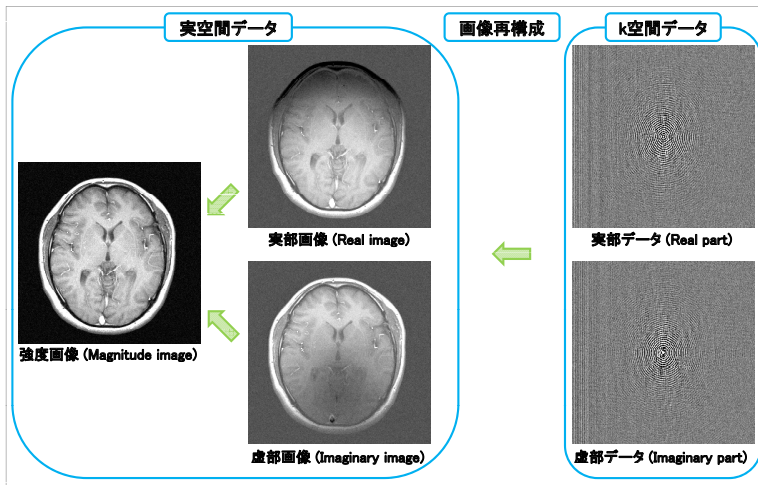 実空間データ
画像再構成
k空間データ
実部画像 (Real image)
実部データ (Real part)
強度画像 (Magnitude image)
虚部画像 (Imaginary image)
虚部データ (Imaginary part)